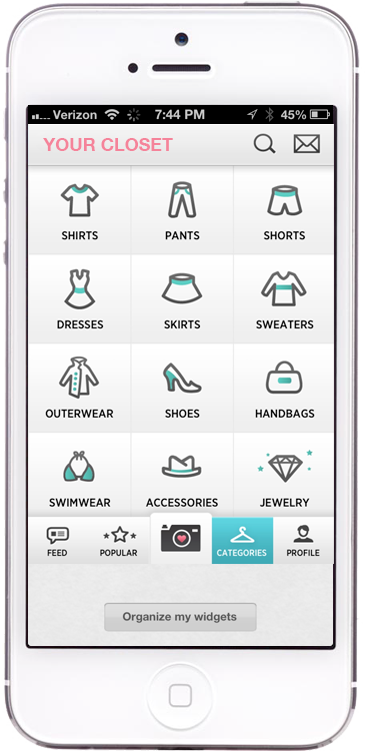 Verizon 7:44 PM 45%
YOUR CLOSET
SHIRTS PANTS SHORTS
DRESSES SKIRTS SWEATERS
OUTERWEAR SHOES HANDBAGS
SWIMWEAR ACCESSORIES JEWELRY
FEED POPULAR CATEGORIES PROFILE
Organize my widgets